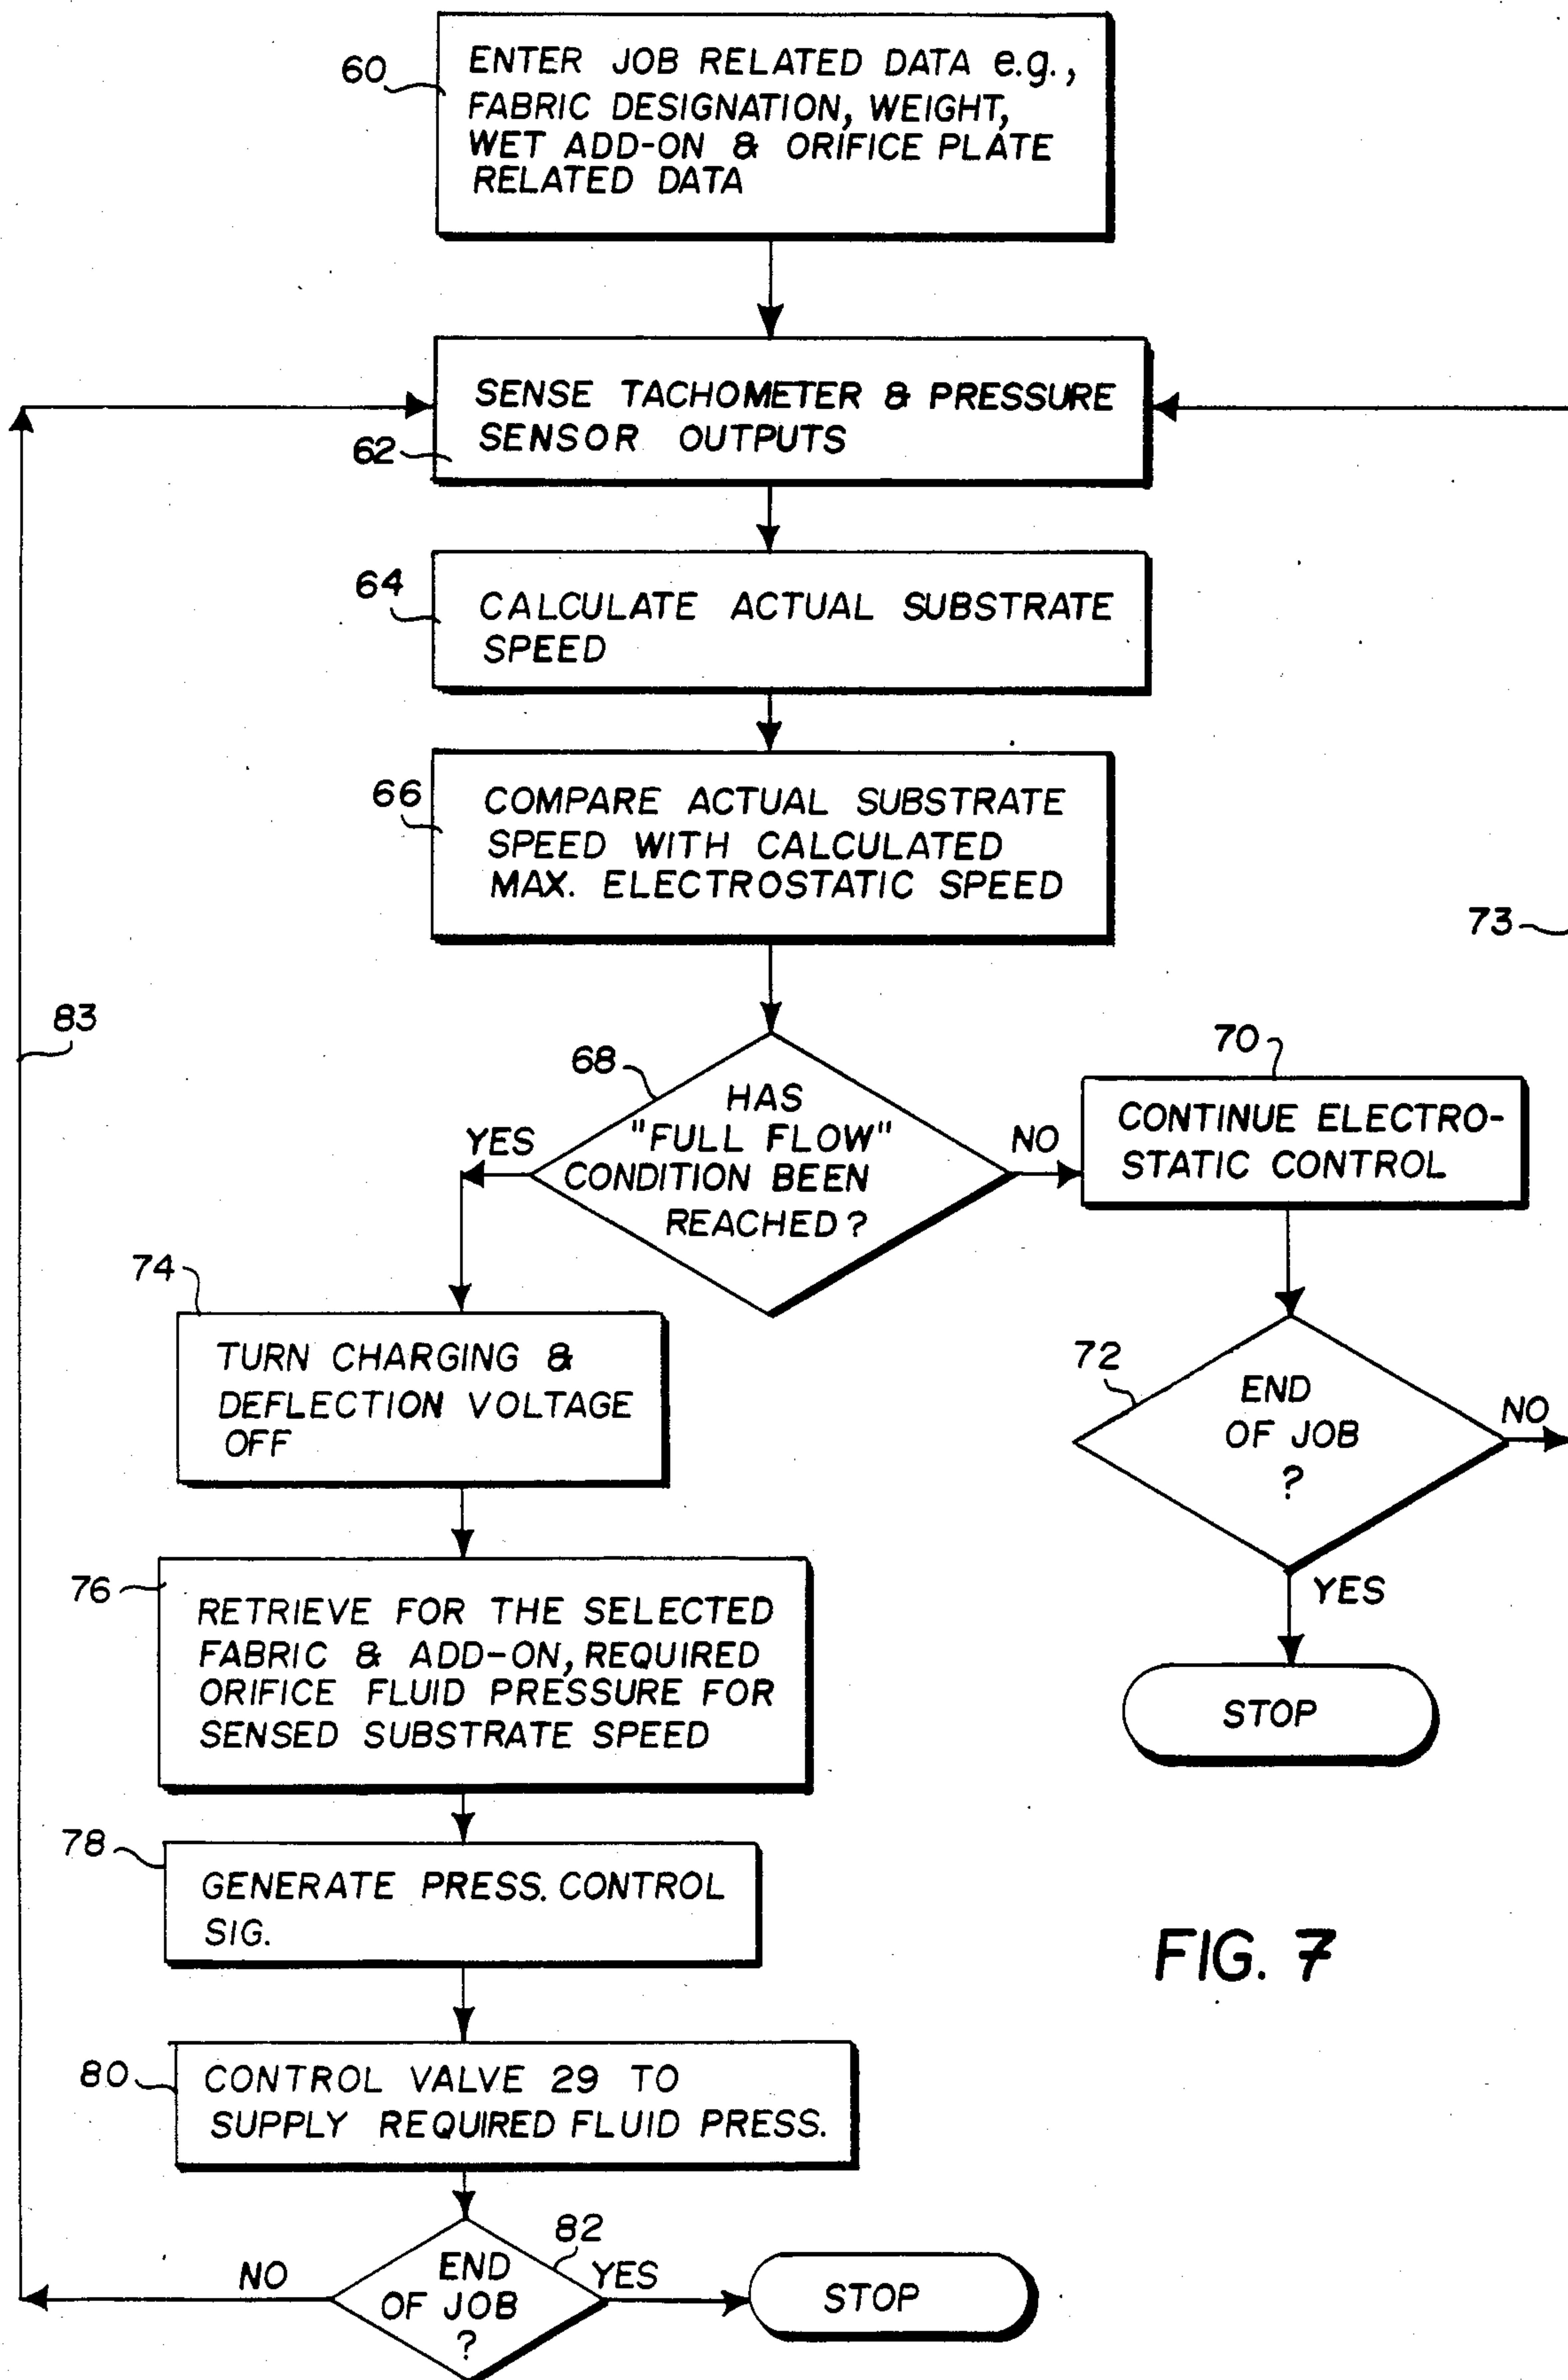 60
ENTER JOB RELATED DATA e.g.,
FABRIC DESIGNATION, WEIGHT,
WET ADD-ON & ORIFICE PLATE
RELATED DATA
SENSE TACHOMETER & PRESSURE
SENSOR OUTPUTS
62
64
CALCULATE ACTUAL SUBSTRATE
SPEED
66
COMPARE ACTUAL SUBSTRATE
SPEED WITH CALCULATED
MAX. ELECTROSTATIC SPEED
73
83
68
HAS
"FULL FLOW"
CONDITION BEEN
REACHED?
YES
NO
70
CONTINUE ELECTRO-
STATIC CONTROL
72
END
OF JOB
?
NO
YES
STOP
74
TURN CHARGING &
DEFLECTION VOLTAGE
OFF
76
RETRIEVE FOR THE SELECTED
FABRIC & ADD-ON, REQUIRED
ORIFICE FLUID PRESSURE FOR
SENSED SUBSTRATE SPEED
78
GENERATE PRESS. CONTROL
SIG.
80
CONTROL VALVE 29 TO
SUPPLY REQUIRED FLUID PRESS.
82
END
OF JOB
?
NO
YES
STOP
FIG. 7